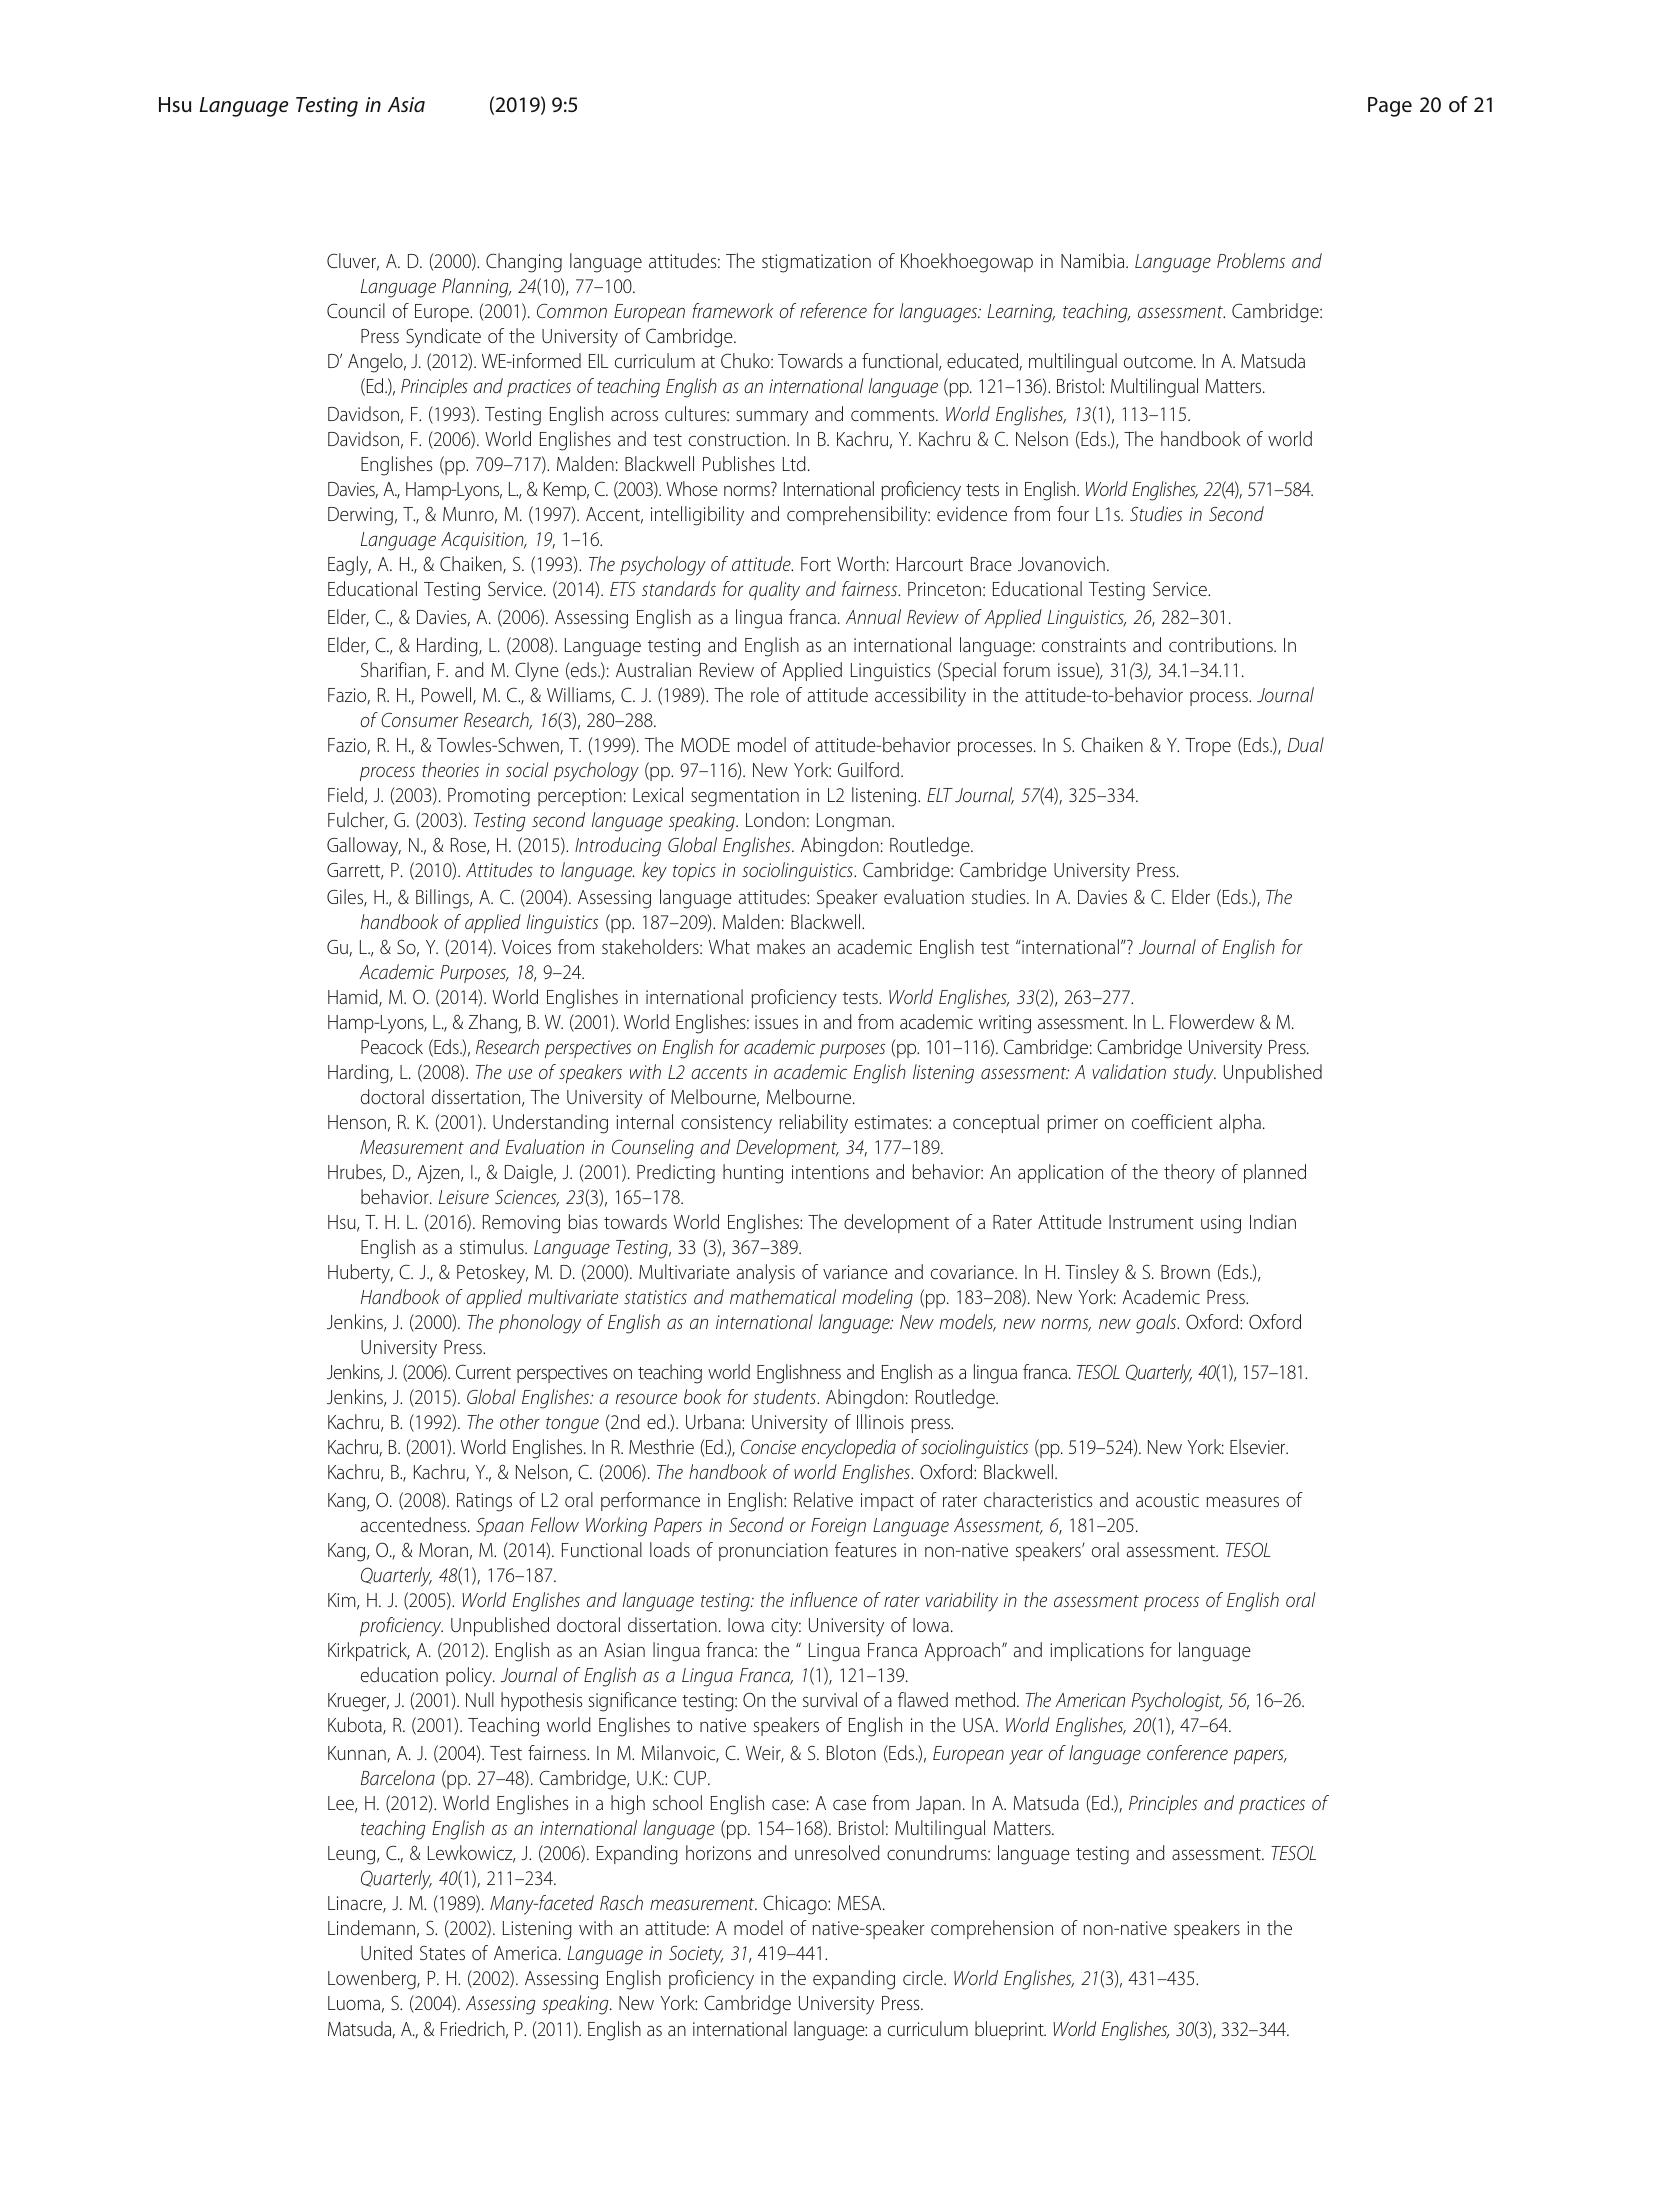 Hsu Language Testing in Asia (2019) 9:5 Page 20 of 21
Cluver, A. D. (2000). Changing language attitudes: The stigmatization of Khoekhoegowap in Namibia. Language Problems and
Language Planning, 24(10), 77–100.
Council of Europe. (2001). Common European framework of reference for languages: Learning, teaching, assessment. Cambridge:
Press Syndicate of the University of Cambridge.
D’ Angelo, J. (2012). WE-informed EIL curriculum at Chuko: Towards a functional, educated, multilingual outcome. In A. Matsuda
(Ed.), Principles and practices of teaching English as an international language (pp. 121–136). Bristol: Multilingual Matters.
Davidson, F. (1993). Testing English across cultures: summary and comments. World Englishes, 13(1), 113–115.
Davidson, F. (2006). World Englishes and test construction. In B. Kachru, Y. Kachru & C. Nelson (Eds.), The handbook of world
Englishes (pp. 709–717). Malden: Blackwell Publishes Ltd.
Davies, A., Hamp-Lyons, L., & Kemp, C. (2003). Whose norms? International proficiency tests in English. World Englishes, 22(4), 571–584.
Derwing, T., & Munro, M. (1997). Accent, intelligibility and comprehensibility: evidence from four L1s. Studies in Second
Language Acquisition, 19, 1–16.
Eagly, A. H., & Chaiken, S. (1993). The psychology of attitude. Fort Worth: Harcourt Brace Jovanovich.
Educational Testing Service. (2014). ETS standards for quality and fairness. Princeton: Educational Testing Service.
Elder, C., & Davies, A. (2006). Assessing English as a lingua franca. Annual Review of Applied Linguistics, 26, 282–301.
Elder, C., & Harding, L. (2008). Language testing and English as an international language: constraints and contributions. In
Sharifian, F. and M. Clyne (eds.): Australian Review of Applied Linguistics (Special forum issue), 31(3), 34.1–34.11.
Fazio, R. H., Powell, M. C., & Williams, C. J. (1989). The role of attitude accessibility in the attitude-to-behavior process. Journal
of Consumer Research, 16(3), 280–288.
Fazio, R. H., & Towles-Schwen, T. (1999). The MODE model of attitude-behavior processes. In S. Chaiken & Y. Trope (Eds.), Dual
process theories in social psychology (pp. 97–116). New York: Guilford.
Field, J. (2003). Promoting perception: Lexical segmentation in L2 listening. ELT Journal, 57(4), 325–334.
Fulcher, G. (2003). Testing second language speaking. London: Longman.
Galloway, N., & Rose, H. (2015). Introducing Global Englishes. Abingdon: Routledge.
Garrett, P. (2010). Attitudes to language. key topics in sociolinguistics. Cambridge: Cambridge University Press.
Giles, H., & Billings, A. C. (2004). Assessing language attitudes: Speaker evaluation studies. In A. Davies & C. Elder (Eds.), The
handbook of applied linguistics (pp. 187–209). Malden: Blackwell.
Gu, L., & So, Y. (2014). Voices from stakeholders: What makes an academic English test “international”? Journal of English for
Academic Purposes, 18, 9–24.
Hamid, M. O. (2014). World Englishes in international proficiency tests. World Englishes, 33(2), 263–277.
Hamp-Lyons, L., & Zhang, B. W. (2001). World Englishes: issues in and from academic writing assessment. In L. Flowerdew & M.
Peacock (Eds.), Research perspectives on English for academic purposes (pp. 101–116). Cambridge: Cambridge University Press.
Harding, L. (2008). The use of speakers with L2 accents in academic English listening assessment: A validation study. Unpublished
doctoral dissertation, The University of Melbourne, Melbourne.
Henson, R. K. (2001). Understanding internal consistency reliability estimates: a conceptual primer on coefficient alpha.
Measurement and Evaluation in Counseling and Development, 34, 177–189.
Hrubes, D., Ajzen, I., & Daigle, J. (2001). Predicting hunting intentions and behavior: An application of the theory of planned
behavior. Leisure Sciences, 23(3), 165–178.
Hsu, T. H. L. (2016). Removing bias towards World Englishes: The development of a Rater Attitude Instrument using Indian
English as a stimulus. Language Testing, 33 (3), 367–389.
Huberty, C. J., & Petoskey, M. D. (2000). Multivariate analysis of variance and covariance. In H. Tinsley & S. Brown (Eds.),
Handbook of applied multivariate statistics and mathematical modeling (pp. 183–208). New York: Academic Press.
Jenkins, J. (2000). The phonology of English as an international language: New models, new norms, new goals. Oxford: Oxford
University Press.
Jenkins, J. (2006). Current perspectives on teaching world Englishness and English as a lingua franca. TESOL Quarterly, 40(1), 157–181.
Jenkins, J. (2015). Global Englishes: a resource book for students. Abingdon: Routledge.
Kachru, B. (1992). The other tongue (2nd ed.). Urbana: University of Illinois press.
Kachru, B. (2001). World Englishes. In R. Mesthrie (Ed.), Concise encyclopedia of sociolinguistics (pp. 519–524). New York: Elsevier.
Kachru, B., Kachru, Y., & Nelson, C. (2006). The handbook of world Englishes. Oxford: Blackwell.
Kang, O. (2008). Ratings of L2 oral performance in English: Relative impact of rater characteristics and acoustic measures of
accentedness. Spaan Fellow Working Papers in Second or Foreign Language Assessment, 6, 181–205.
Kang, O., & Moran, M. (2014). Functional loads of pronunciation features in non-native speakers’ oral assessment. TESOL
Quarterly, 48(1), 176–187.
Kim, H. J. (2005). World Englishes and language testing: the influence of rater variability in the assessment process of English oral
proficiency. Unpublished doctoral dissertation. Iowa city: University of Iowa.
Kirkpatrick, A. (2012). English as an Asian lingua franca: the “ Lingua Franca Approach” and implications for language
education policy. Journal of English as a Lingua Franca, 1(1), 121–139.
Krueger, J. (2001). Null hypothesis significance testing: On the survival of a flawed method. The American Psychologist, 56, 16–26.
Kubota, R. (2001). Teaching world Englishes to native speakers of English in the USA. World Englishes, 20(1), 47–64.
Kunnan, A. J. (2004). Test fairness. In M. Milanvoic, C. Weir, & S. Bloton (Eds.), European year of language conference papers,
Barcelona (pp. 27–48). Cambridge, U.K.: CUP.
Lee, H. (2012). World Englishes in a high school English case: A case from Japan. In A. Matsuda (Ed.), Principles and practices of
teaching English as an international language (pp. 154–168). Bristol: Multilingual Matters.
Leung, C., & Lewkowicz, J. (2006). Expanding horizons and unresolved conundrums: language testing and assessment. TESOL
Quarterly, 40(1), 211–234.
Linacre, J. M. (1989). Many-faceted Rasch measurement. Chicago: MESA.
Lindemann, S. (2002). Listening with an attitude: A model of native-speaker comprehension of non-native speakers in the
United States of America. Language in Society, 31, 419–441.
Lowenberg, P. H. (2002). Assessing English proficiency in the expanding circle. World Englishes, 21(3), 431–435.
Luoma, S. (2004). Assessing speaking. New York: Cambridge University Press.
Matsuda, A., & Friedrich, P. (2011). English as an international language: a curriculum blueprint. World Englishes, 30(3), 332–344.